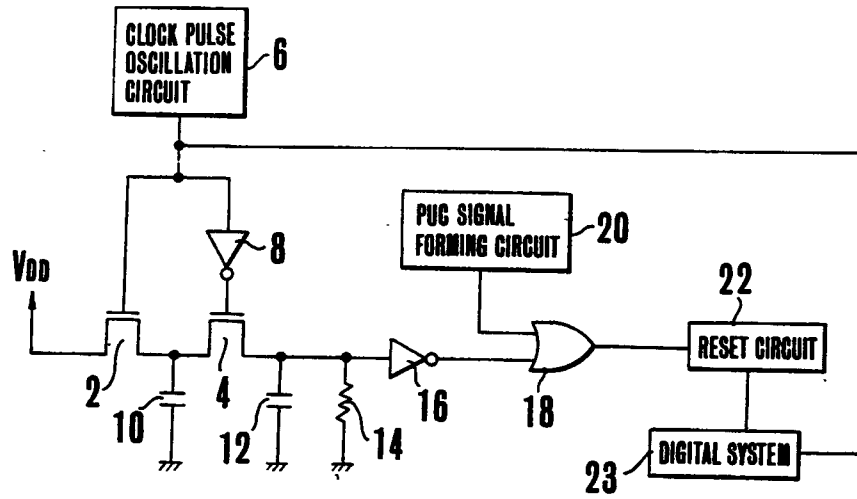 CLOCK PULSE
OSCILLATION
CIRCUIT
6
PUC SIGNAL
FORMING CIRCUIT
20
8
VDD
22
RESET CIRCUIT
2
4
16
18
10
12
14
DIGITAL SYSTEM
23